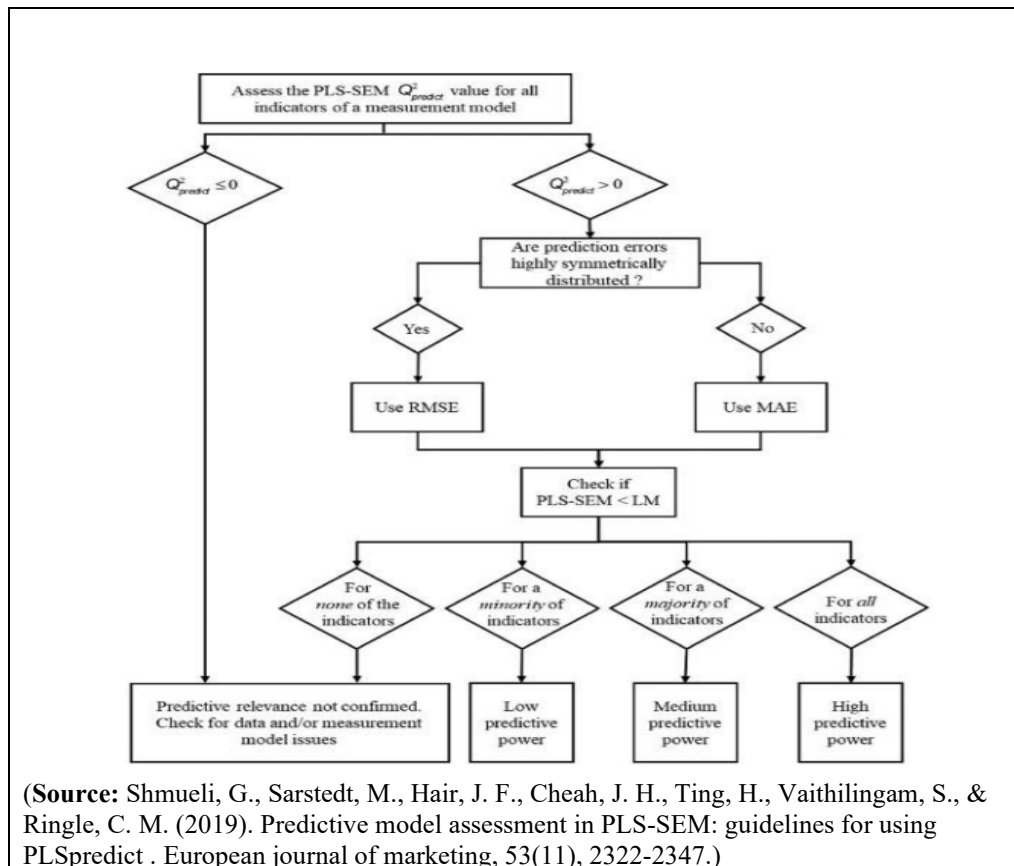 Assess the PLS-SEM Q²predict value for all
indicators of a measurement model
Q²predict ≤ 0
Q²predict > 0
Are prediction errors
highly symmetrically
distributed ?
Yes
No
Use RMSE
Use MAE
Check if
PLS-SEM < LM
For
none of the
indicators
For a
minority of
indicators
For a
majority of
indicators
For all
indicators
Predictive relevance not confirmed.
Check for data and/or measurement
model issues
Low
predictive
power
Medium
predictive
power
High
predictive
power
(Source: Shmueli, G., Sarstedt, M., Hair, J. F., Cheah, J. H., Ting, H., Vaithilingam, S., &
Ringle, C. M. (2019). Predictive model assessment in PLS-SEM: guidelines for using
PLSpredict . European journal of marketing, 53(11), 2322-2347.)